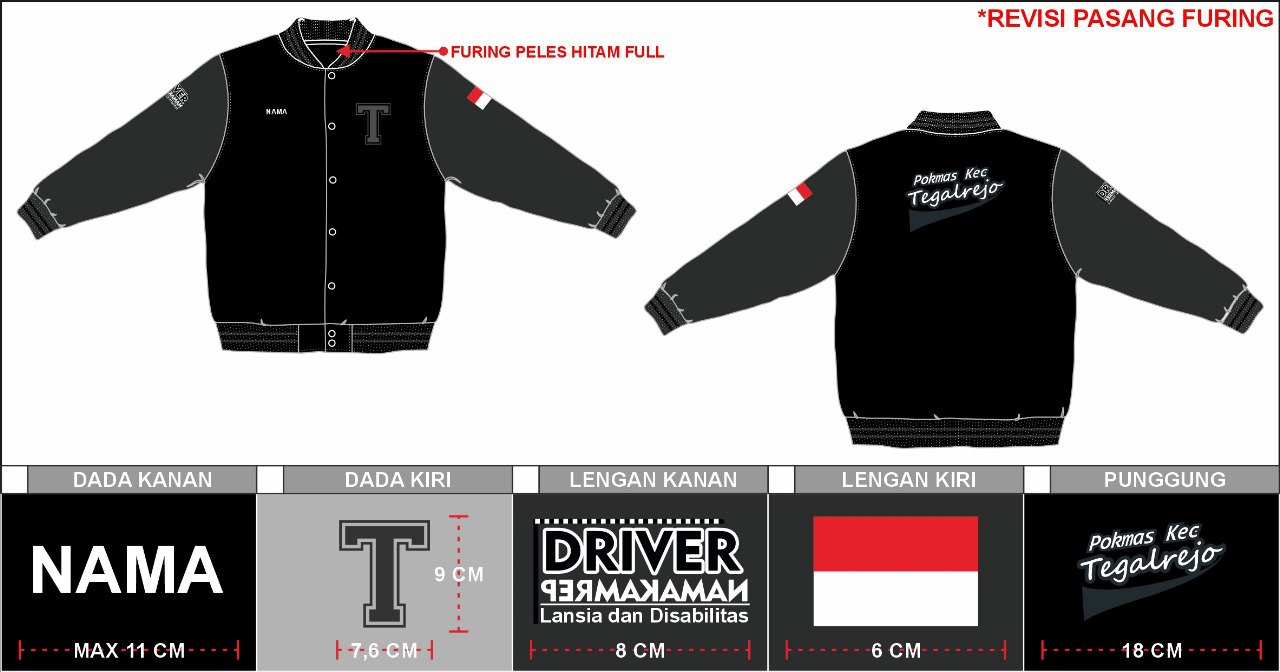 *REVISI PASANG FURING
FURING PELES HITAM FULL
DRIVER
NAMA
T
Pokmas Kec
Tegalrejo
DADA KANAN
DADA KIRI
LENGAN KANAN
LENGAN KIRI
PUNGGUNG
NAMA
MAX 11 CM
T
9 CM
7,6 CM
DRIVER
PERMAKAMAN
Lansia dan Disabilitas
8 CM
6 CM
Pokmas Kec
Tegalrejo
18 CM